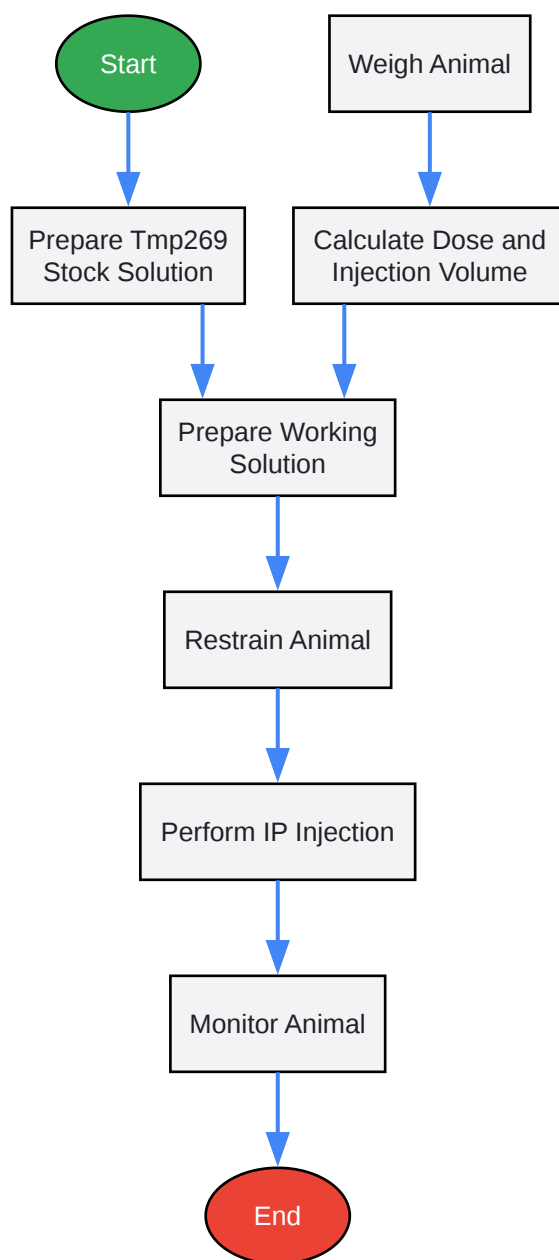 Start
Weigh Animal
Prepare Tmp269
Stock Solution
Calculate Dose and
Injection Volume
Prepare Working
Solution
Restrain Animal
Perform IP Injection
Monitor Animal
End